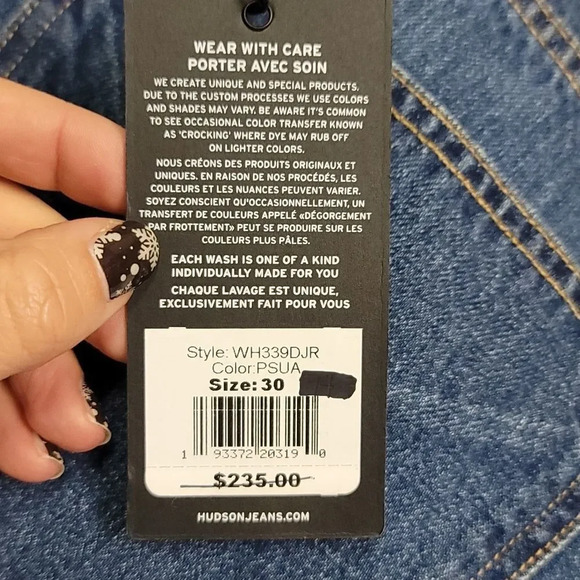 WEAR WITH CARE
PORTER AVEC SOIN
WE CREATE UNIQUE AND SPECIAL PRODUCTS.
DUE TO THE CUSTOM PROCESSES WE USE COLORS
AND SHADES MAY VARY. BE AWARE IT'S COMMON
TO SEE OCCASIONAL COLOR TRANSFER KNOWN
AS 'CROCKING' WHERE DYE MAY RUB OFF
ON LIGHTER COLORS.
NOUS CRÉONS DES PRODUITS ORIGINAUX ET
UNIQUES. EN RAISON DE NOS PROCÉDÉS, LES
COULEURS ET LES NUANCES PEUVENT VARIER.
SOYEZ CONSCIENT QU'OCCASIONNELLEMENT, UN
TRANSFERT DE COULEURS APPELÉ «DÉGORGEMENT
PAR FROTTEMENT» PEUT SE PRODUIRE SUR LES
COULEURS PLUS PÂLES.
EACH WASH IS ONE OF A KIND
INDIVIDUALLY MADE FOR YOU
CHAQUE LAVAGE EST UNIQUE,
EXCLUSIVEMENT FAIT POUR VOUS
Style: WH339DJR
Color:PSUA
Size:30
1 93372 20319 0
$235.00
HUDSONJEANS.COM